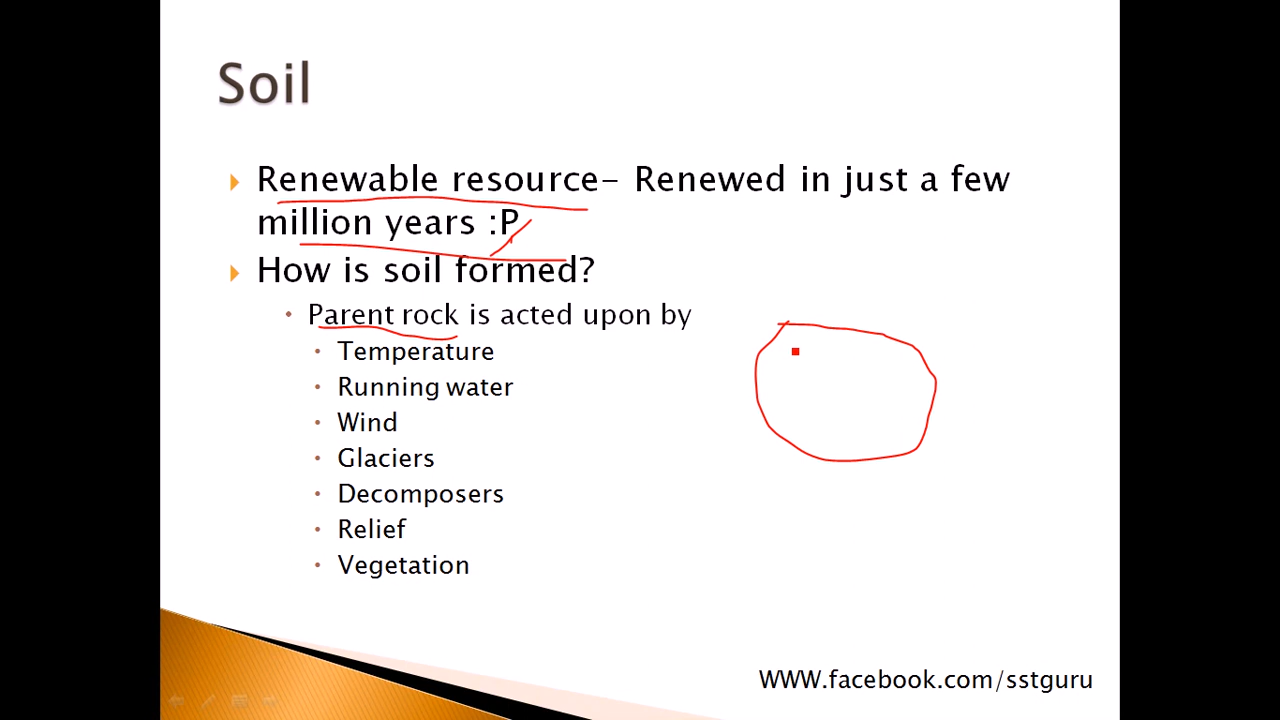 Soil
Renewable resource- Renewed in just a few
million years :P
How is soil formed?
Parent rock is acted upon by
Temperature
Running water
Wind
Glaciers
Decomposers
Relief
Vegetation
WWW.facebook.com/sstguru